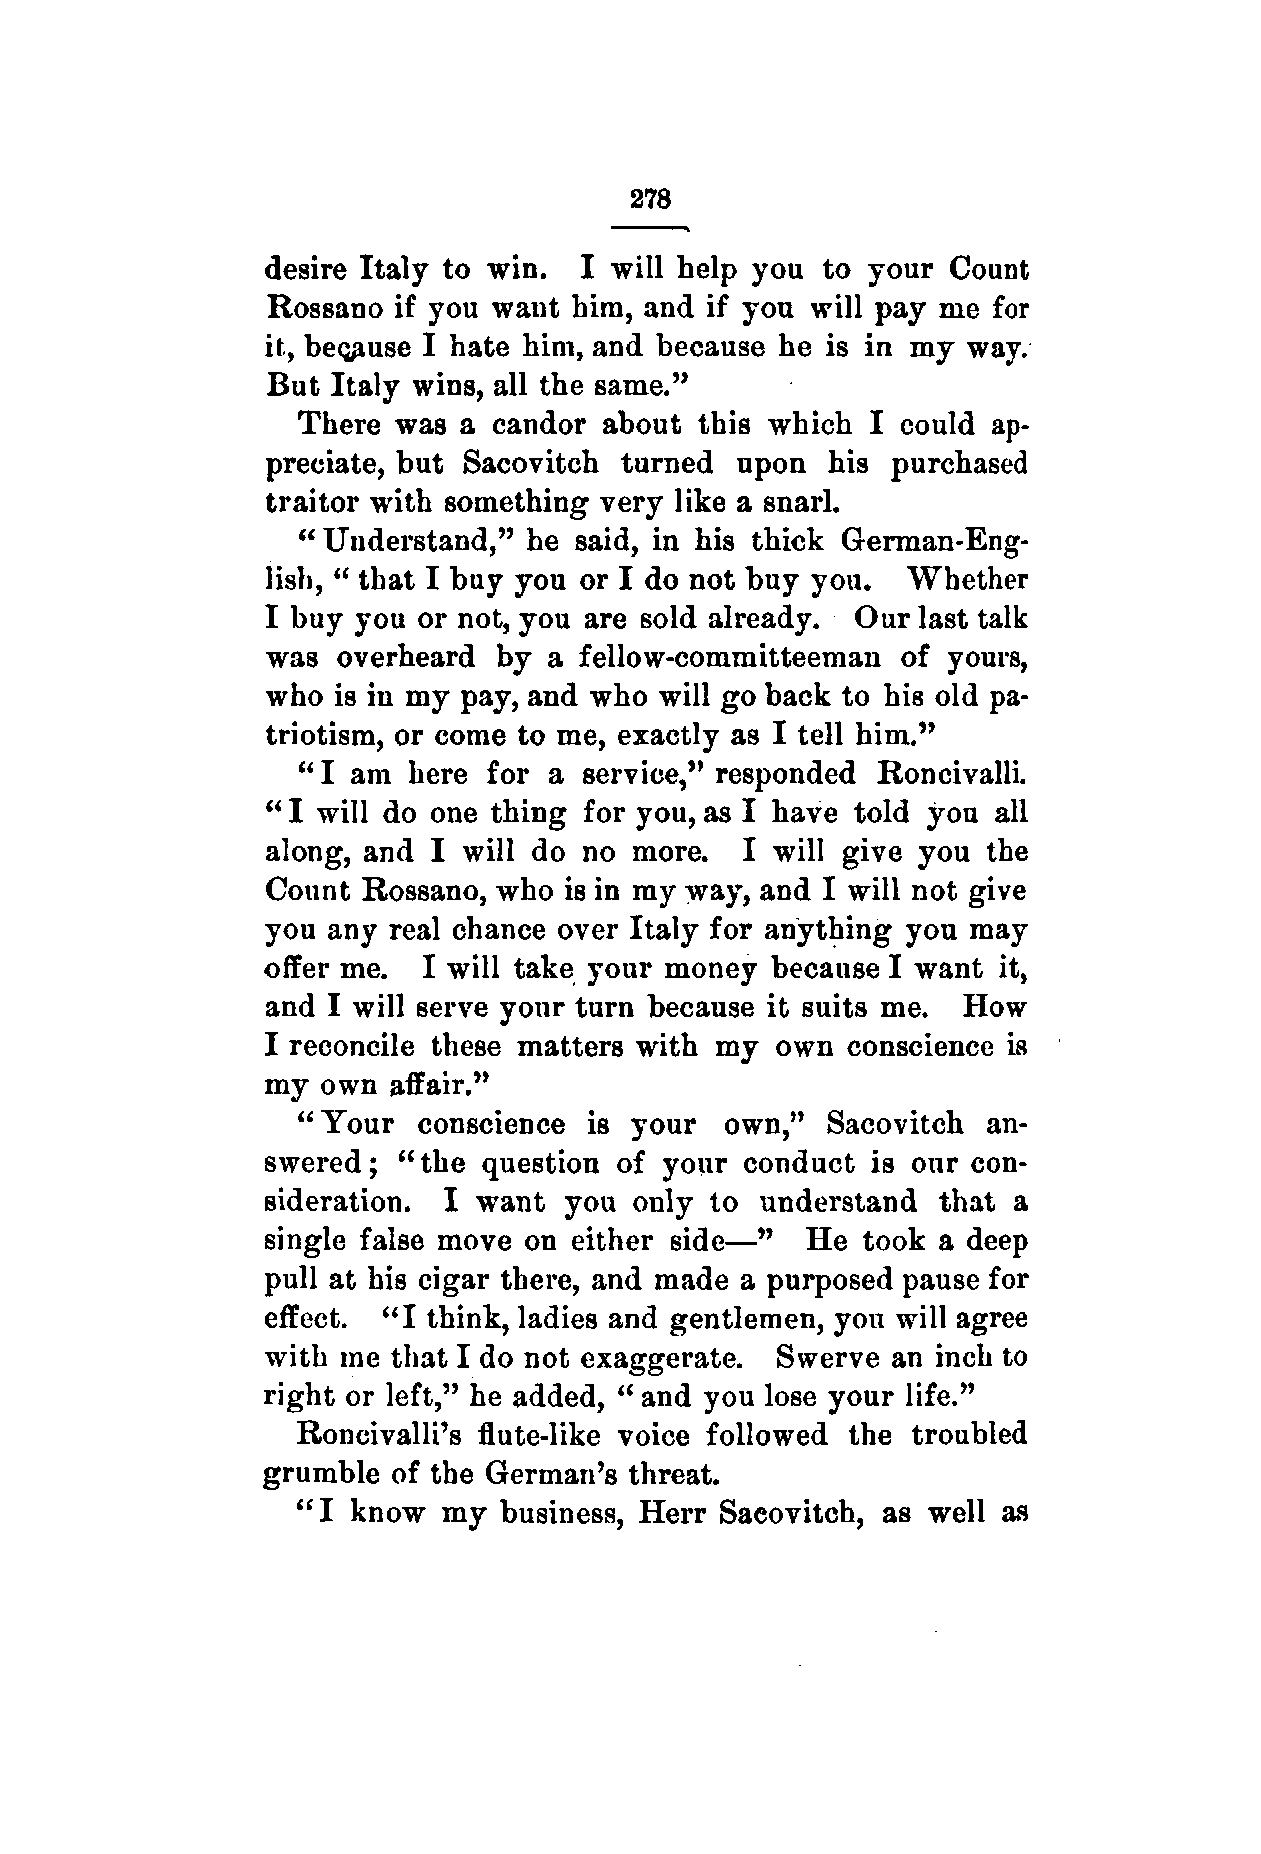 278
desire Italy to win. I will help you to your Count
Rossano if you want him, and if you will pay me for
it, because I hate him, and because he is in my way.
But Italy wins, all the same.”
There was a candor about this which I could ap-
preciate, but Sacovitch turned upon his purchased
traitor with something very like a snarl.
“Understand,” he said, in his thick German-Eng-
lish, “that I buy you or I do not buy you. Whether
I buy you or not, you are sold already. Our last talk
was overheard by a fellow-committeeman of yours,
who is in my pay, and who will go back to his old pa-
triotism, or come to me, exactly as I tell him.”
“I am here for a service,” responded Roncivalli.
“I will do one thing for you, as I have told you all
along, and I will do no more. I will give you the
Count Rossano, who is in my way, and I will not give
you any real chance over Italy for anything you may
offer me. I will take your money because I want it,
and I will serve your turn because it suits me. How
I reconcile these matters with my own conscience is
my own affair.”
“Your conscience is your own,” Sacovitch an-
swered; “the question of your conduct is our con-
sideration. I want you only to understand that a
single false move on either side—” He took a deep
pull at his cigar there, and made a purposed pause for
effect. “I think, ladies and gentlemen, you will agree
with me that I do not exaggerate. Swerve an inch to
right or left,” he added, “and you lose your life.”
Roncivalli’s flute-like voice followed the troubled
grumble of the German’s threat.
“I know my business, Herr Sacovitch, as well as